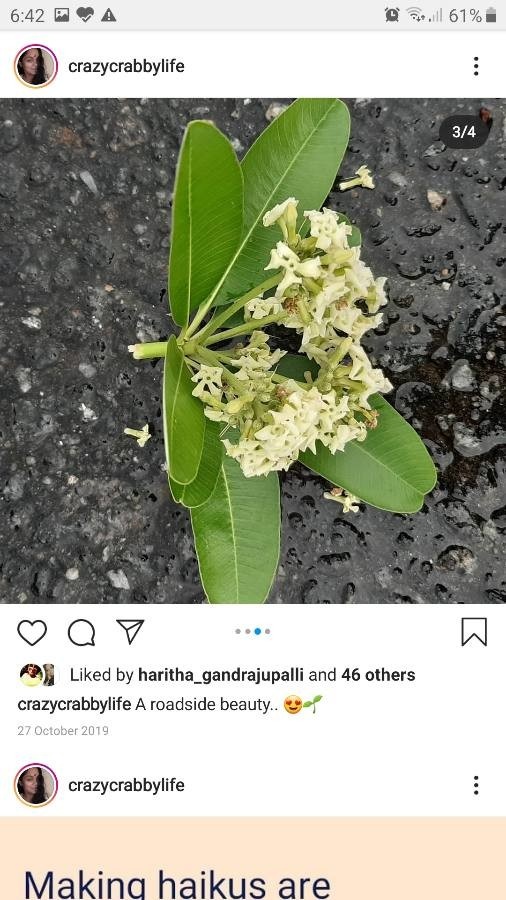 6:42 61%
crazycrabbylife
3/4
Liked by haritha_gandrajupalli and 46 others
crazycrabbylife A roadside beauty.. 😍🌱
27 October 2019
crazycrabbylife
Making haikus are